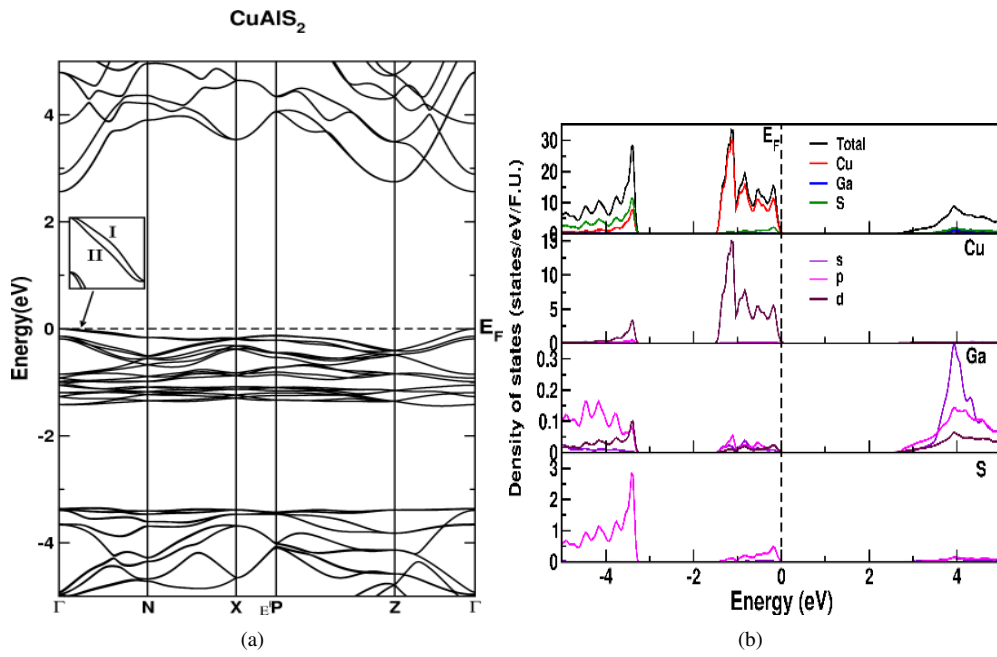 CuAlS2
Energy(eV)
4
2
0
-2
-4
I
II
EF
Γ
N
X
E'P
Z
Γ
(a)
Density of states (states/eV/F.U.)
EF
Total
Cu
Ga
S
30
20
10
0
Cu
s
p
d
15
10
5
0
Ga
0.3
0.2
0.1
0
S
3
2
1
0
-4
-2
0
2
4
Energy (eV)
(b)